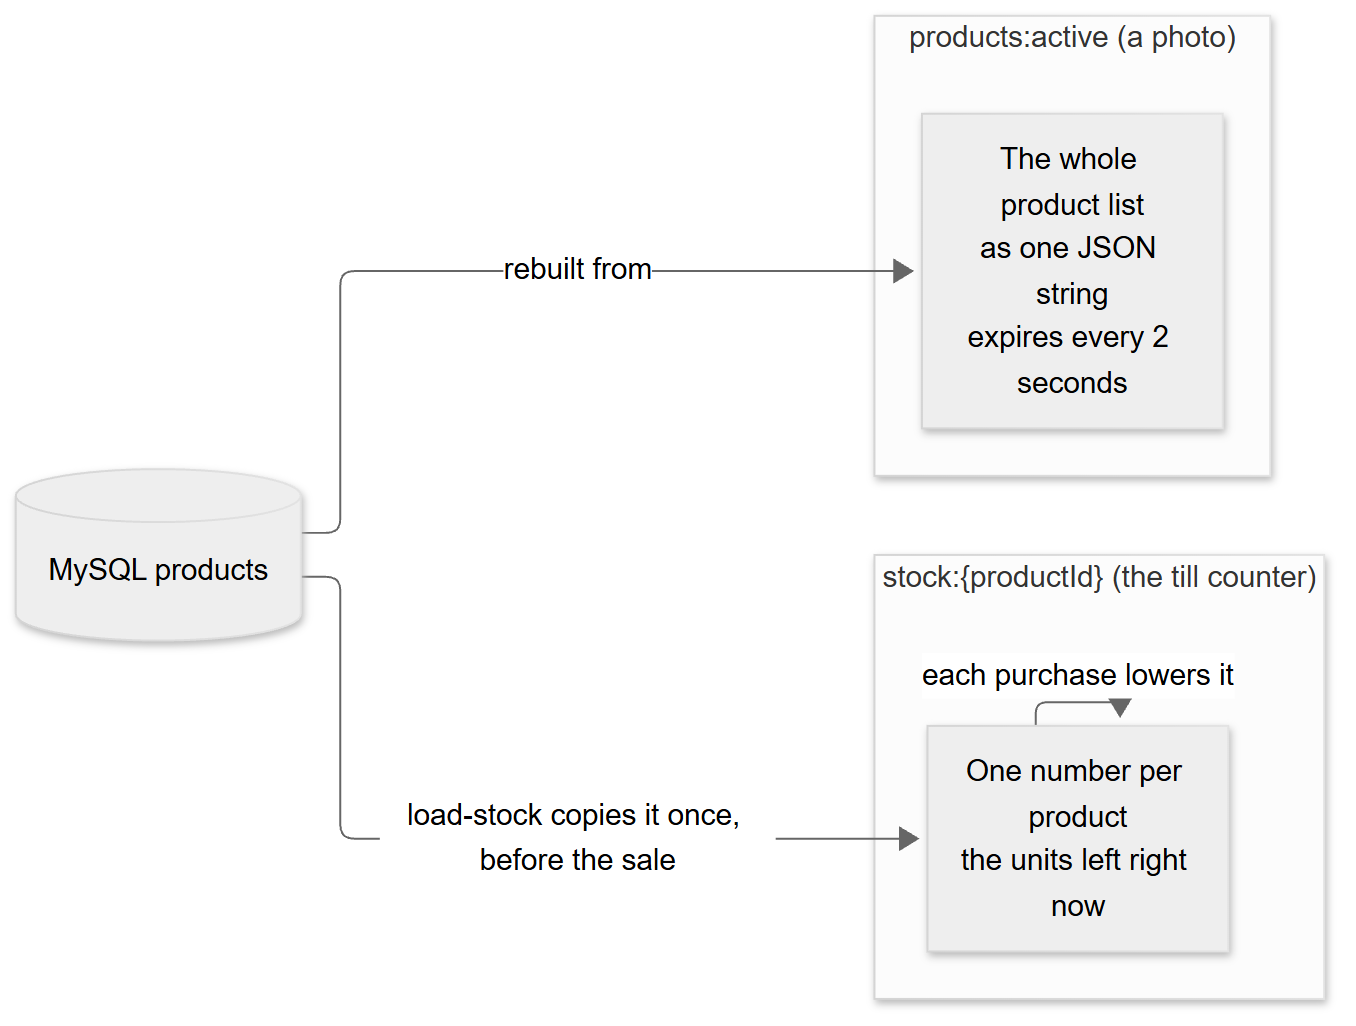 products:active (a photo)
The whole
product list
as one JSON
string
expires every 2
seconds
rebuilt from
MySQL products
stock:{productId} (the till counter)
each purchase lowers it
One number per
product
the units left right
now
load-stock copies it once,
before the sale